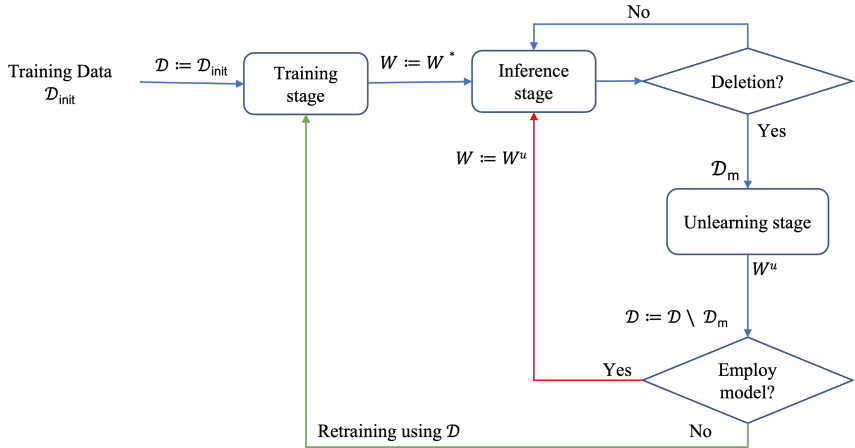 No
Training Data
𝒟init
𝒟 ≔ 𝒟init
Training
stage
W ≔ W*
Inference
stage
Deletion?
Yes
𝒟m
W ≔ Wᵘ
Unlearning stage
Wᵘ
𝒟 ≔ 𝒟 \ 𝒟m
Yes
Employ
model?
Retraining using 𝒟
No